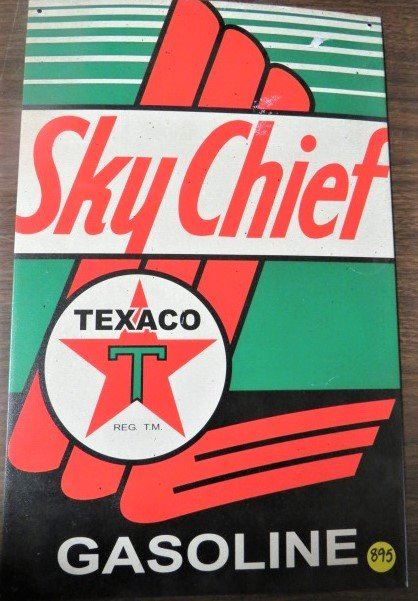 Sky Chief
TEXACO
T
REG. T.M.
GASOLINE
895